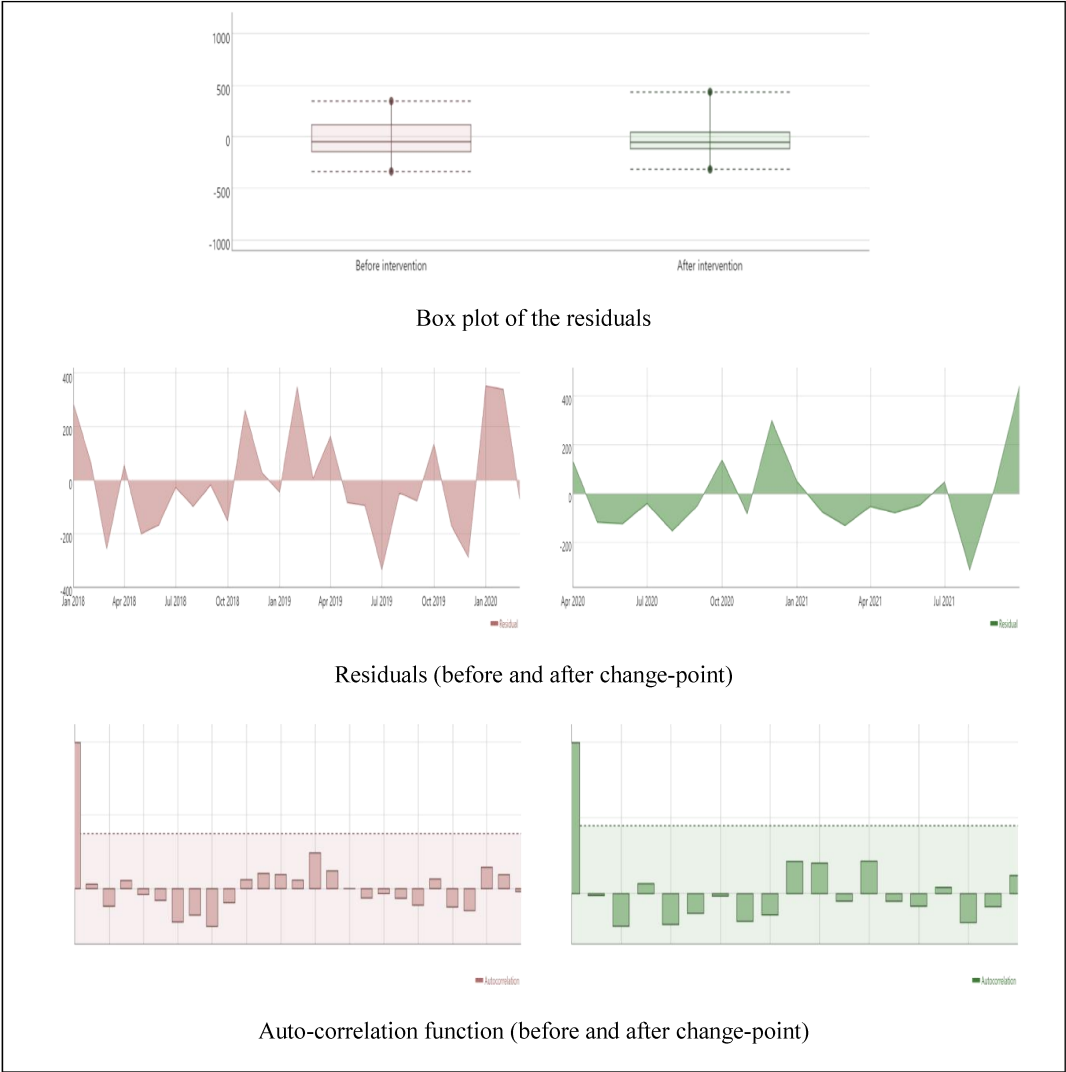 1000
500
0
-500
-1000
Before intervention
After intervention
Box plot of the residuals
400
200
0
-200
-400
Jan 2018
Apr 2018
Jul 2018
Oct 2018
Jan 2019
Apr 2019
Jul 2019
Oct 2019
Jan 2020
Residual
400
200
0
-200
Apr 2020
Jul 2020
Oct 2020
Jan 2021
Apr 2021
Jul 2021
Residual
Residuals (before and after change-point)
Autocorrelation
Autocorrelation
Auto-correlation function (before and after change-point)